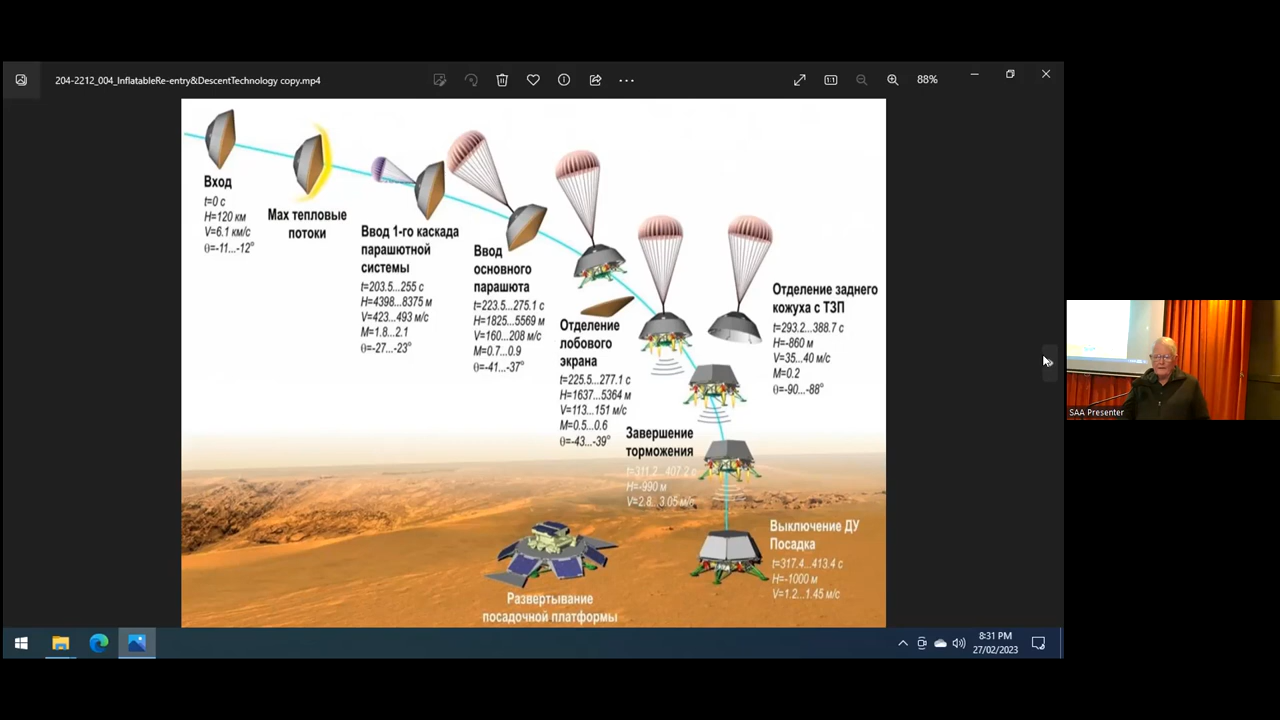 204-2212_004_InflatableRe-entry&DescentTechnology copy.mp4
88%
Вход
t=0 с
H=120 км
V=6.1 км/с
θ=-11...-12°
Мах тепловые
потоки
Ввод 1-го каскада
парашютной
системы
t=203.5...255 с
H=4398...8375 м
V=423...493 м/с
M=1.8...2.1
θ=-27...-23°
Ввод
основного
парашюта
t=223.5...275.1 с
H=1825...5569 м
V=160...208 м/с
M=0.7...0.9
θ=-41...-37°
Отделение
лобового
экрана
t=225.5...277.1 с
H=1637...5364 м
V=113...151 м/с
M=0.5...0.6
θ=-43...-39°
Отделение заднего
кожуха с ТЗП
t=293.2...388.7 с
H=-860 м
V=35...40 м/с
M=0.2
θ=-90...-88°
Завершение
торможения
t=311.2...407.2 с
H=-990 м
V=2.8...3.05 м/с
Выключение ДУ
Посадка
t=317.4...413.4 с
H=-1000 м
V=1.2...1.45 м/с
Развертывание
посадочной платформы
SAA Presenter
8:31 PM
27/02/2023